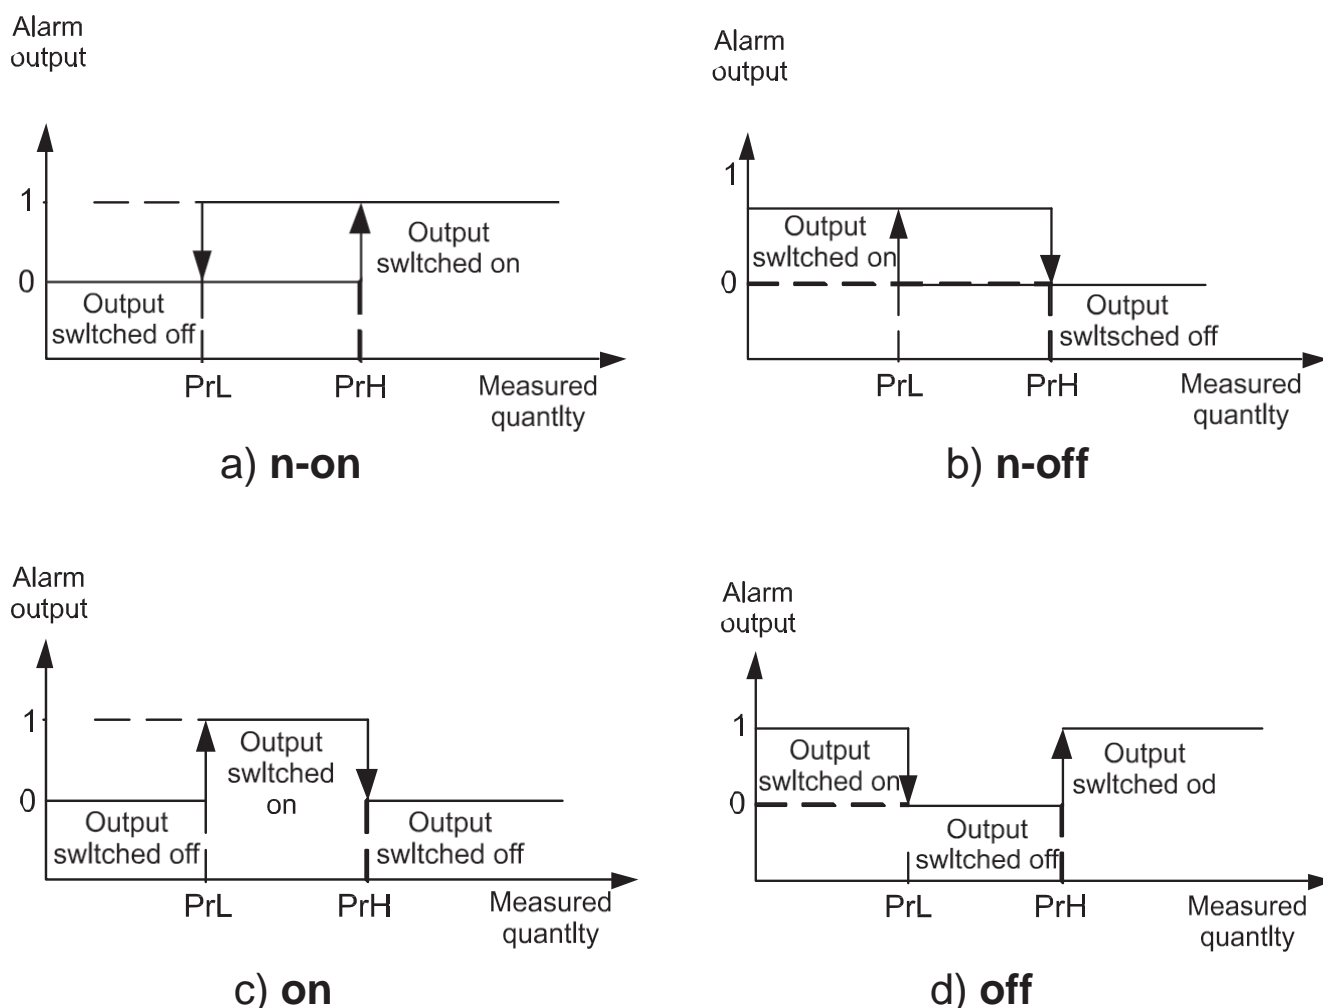 Alarm
output
1
0
Output
swltched on
Output
swltched off
PrL
PrH
Measured
quantlty
a) n-on
Alarm
output
1
0
Output
swltched on
Output
swltsched off
PrL
PrH
Measured
quantlty
b) n-off
Alarm
output
1
0
Output
swltched
on
Output
swltched off
Output
swltched off
PrL
PrH
Measured
quantlty
c) on
Alarm
output
1
0
Output
swltched on
Output
swltched od
Output
swltched off
PrL
PrH
Measured
quantlty
d) off